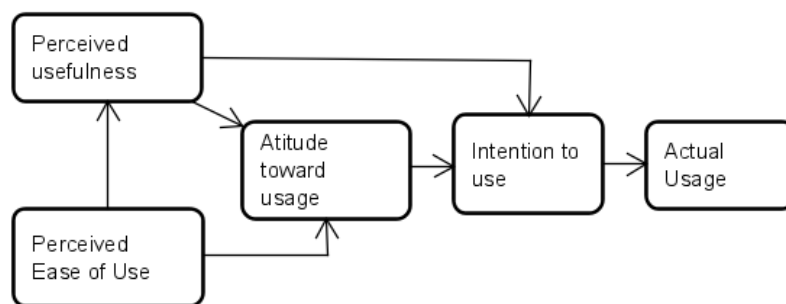 Perceived
usefulness
Atitude
toward
usage
Intention to
use
Actual
Usage
Perceived
Ease of Use